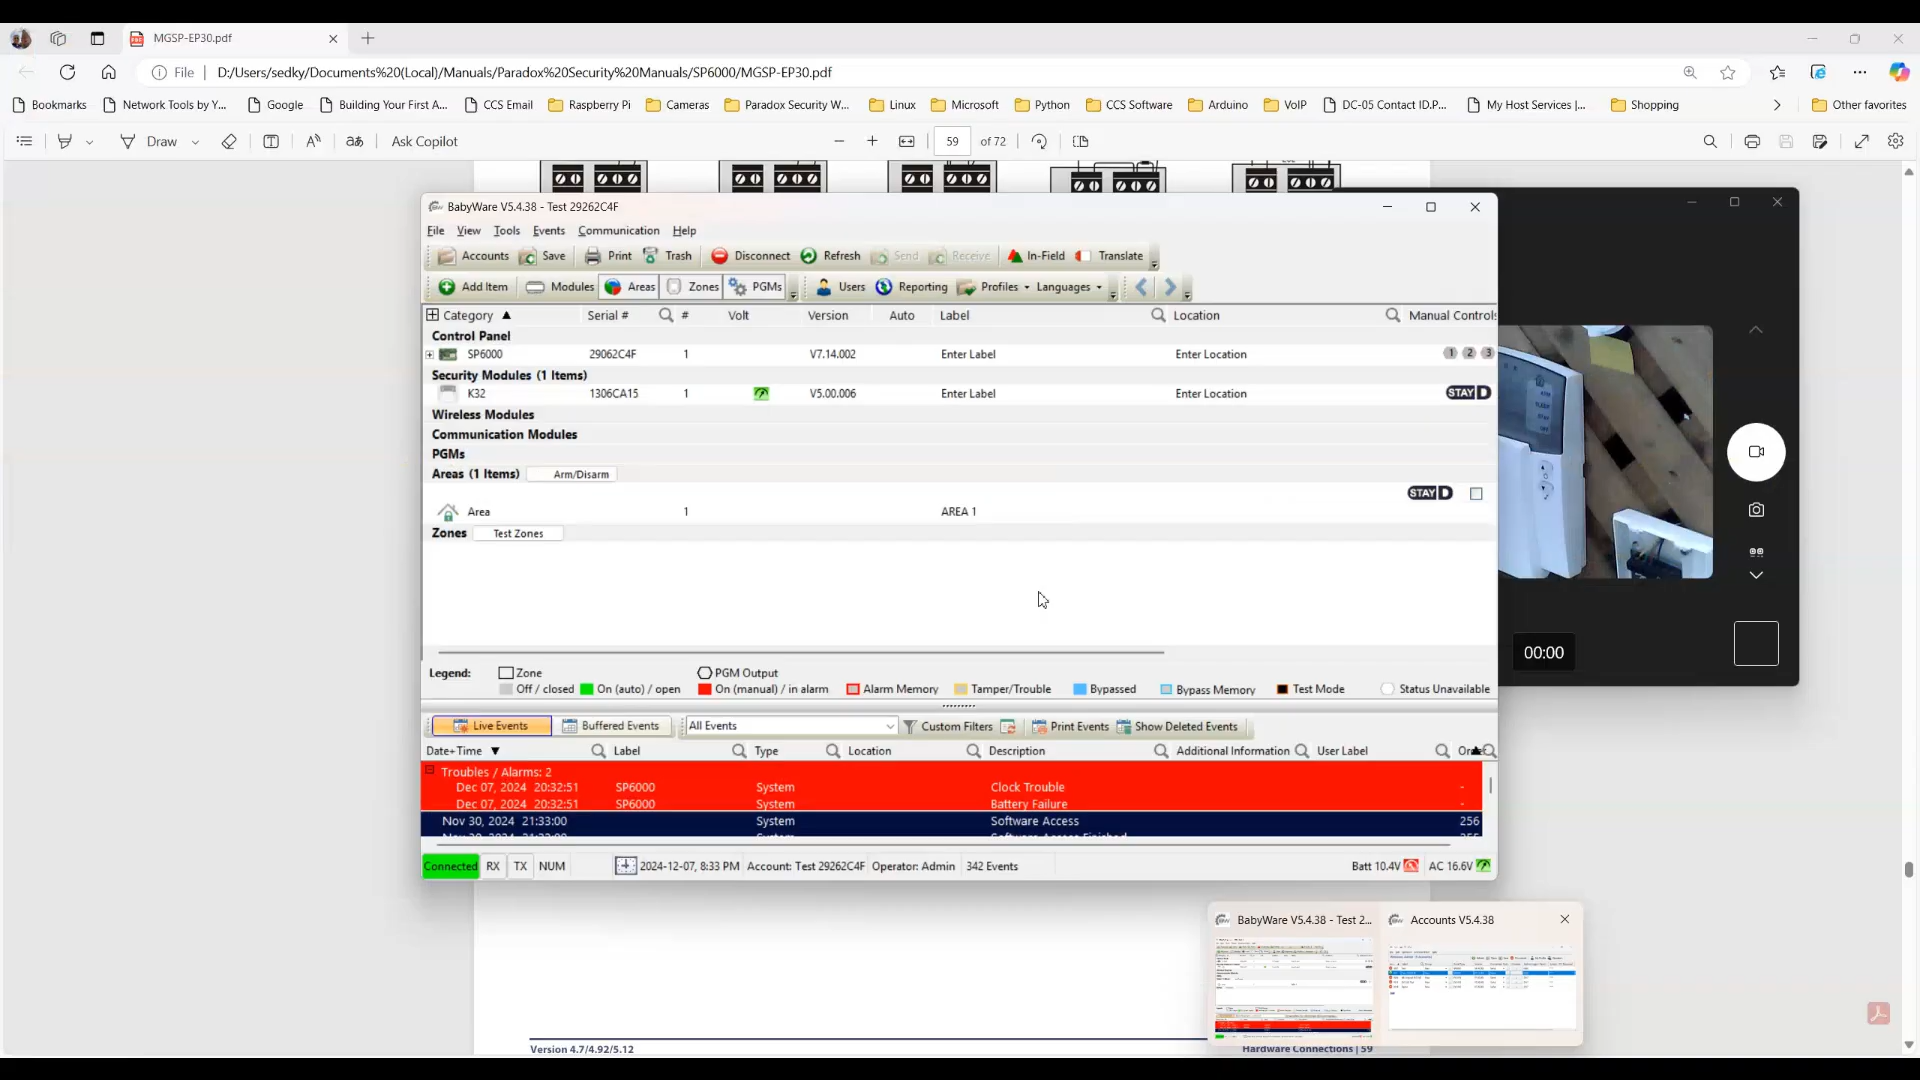 MGSP-EP30.pdf
File D:/Users/sedky/Documents%20(Local)/Manuals/Paradox%20Security%20Manuals/SP6000/MGSP-EP30.pdf
Bookmarks Network Tools by Y... Google Building Your First A... CCS Email Raspberry Pi Cameras Paradox Security W... Linux Microsoft Python CCS Software Arduino VoIP DC-05 Contact ID.P... My Host Services |... Shopping Other favorites
Draw Ask Copilot 59 of 72
BabyWare V5.4.38 - Test 29262C4F
File View Tools Events Communication Help
Accounts Save Print Trash Disconnect Refresh Send Receive In-Field Translate
Add Item Modules Areas Zones PGMs Users Reporting Profiles Languages
Category Serial # # Volt Version Auto Label Location Manual Controls
Control Panel
SP6000 29062C4F 1 V7.14.002 Enter Label Enter Location 1 2 3
Security Modules (1 Items)
K32 1306CA15 1 V5.00.006 Enter Label Enter Location STAY D
Wireless Modules
Communication Modules
PGMs
Areas (1 Items) Arm/Disarm
STAY D
Area 1 AREA 1
Zones Test Zones
Legend: Zone PGM Output
Off / closed On (auto) / open On (manual) / in alarm Alarm Memory Tamper/Trouble Bypassed Bypass Memory Test Mode Status Unavailable
00:00
Live Events Buffered Events All Events Custom Filters Print Events Show Deleted Events
Date+Time Label Type Location Description Additional Information User Label
Troubles / Alarms: 2
Dec 07, 2024 20:32:51 SP6000 System Clock Trouble -
Dec 07, 2024 20:32:51 SP6000 System Battery Failure -
Nov 30, 2024 21:33:00 System Software Access 256
Connected RX TX NUM 2024-12-07, 8:33 PM Account: Test 29262C4F Operator: Admin 342 Events Batt 10.4V AC 16.6V
BabyWare V5.4.38 - Test 2... Accounts V5.4.38
Version 4.7/4.92/5.12 Hardware Connections | 59